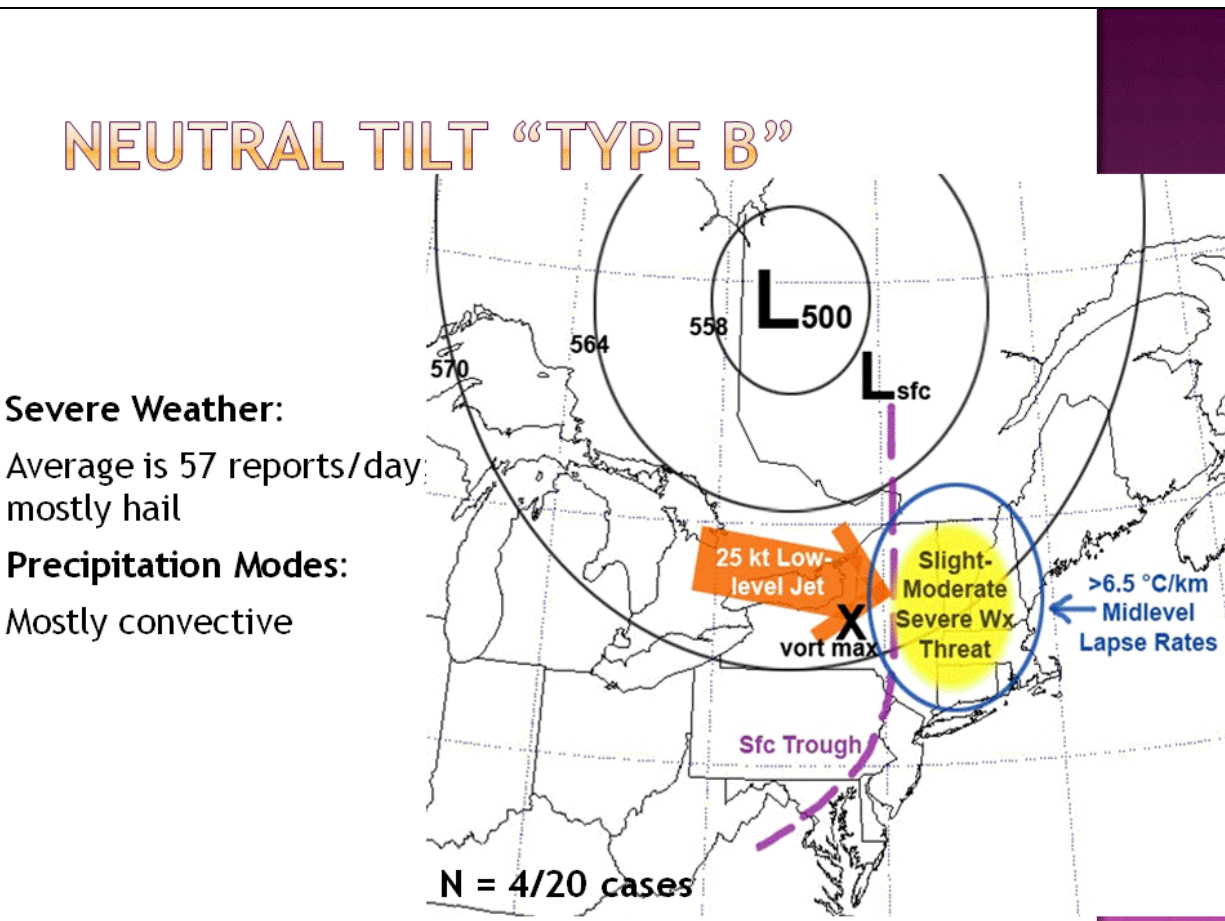 NEUTRAL TILT “TYPE B”
Severe Weather:
Average is 57 reports/day;
mostly hail
Precipitation Modes:
Mostly convective
L500
558
564
570
Lsfc
25 kt Low-
level Jet
X
vort max
Slight-
Moderate
Severe Wx
Threat
>6.5 °C/km
Midlevel
Lapse Rates
Sfc Trough
N = 4/20 cases